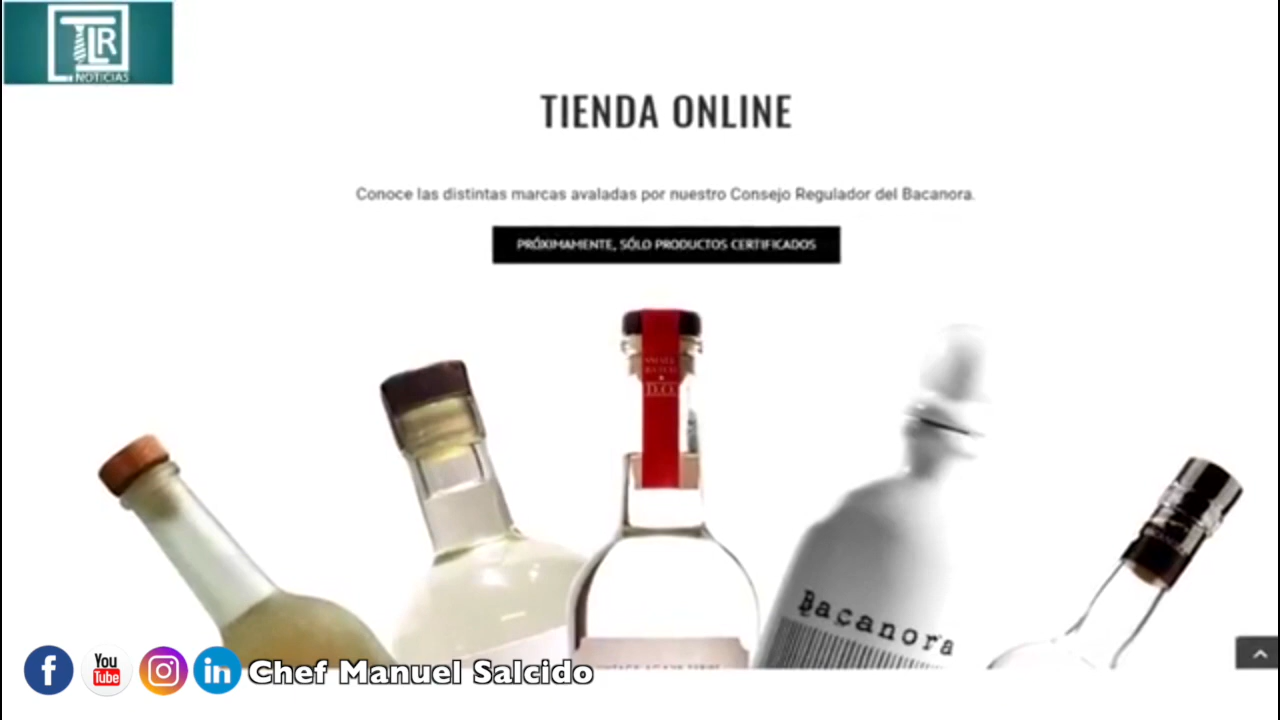 TLR
NOTICIAS
TIENDA ONLINE
Conoce las distintas marcas avaladas por nuestro Consejo Regulador del Bacanora.
PRÓXIMAMENTE, SÓLO PRODUCTOS CERTIFICADOS
D.O.
Bacanora
You
Tube
in
Chef Manuel Salcido